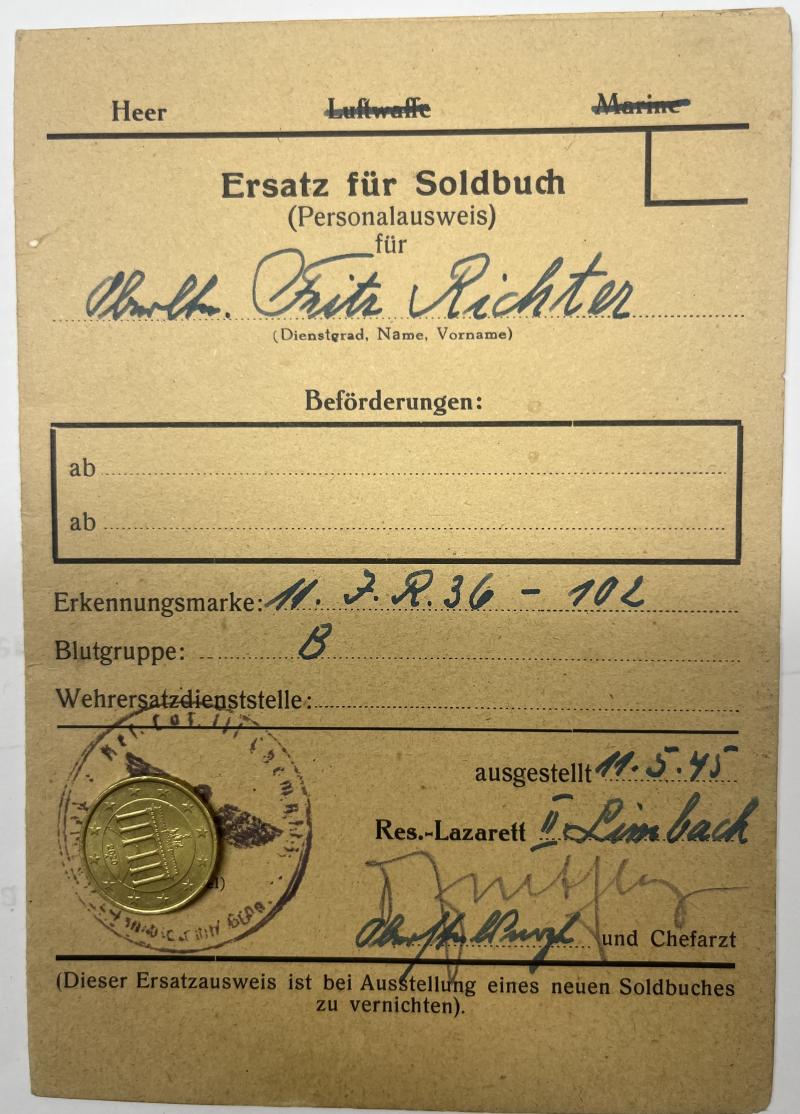 Heer Luftwaffe Marine
Ersatz für Soldbuch
(Personalausweis)
für
Oberltn. Fritz Richter
(Dienstgrad, Name, Vorname)
Beförderungen:
ab
ab
Erkennungsmarke: 11. J.R. 36 - 102
Blutgruppe: B
Wehrersatzdienststelle:
ausgestellt 11.5.45
Res.-Lazarett II Limbach
und Chefarzt
(Dieser Ersatzausweis ist bei Ausstellung eines neuen Soldbuches
zu vernichten).